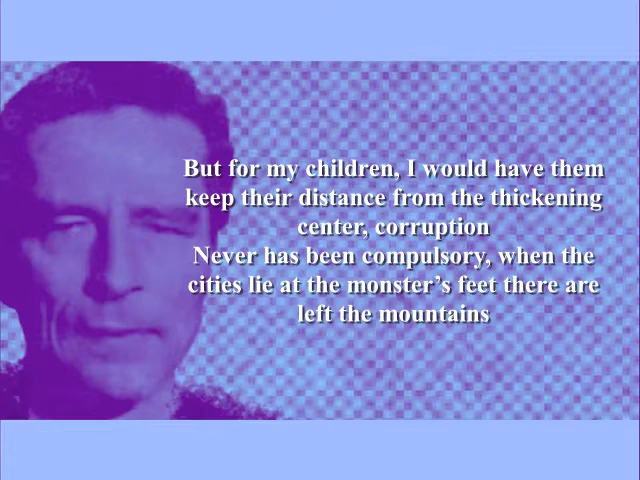 But for my children, I would have them
keep their distance from the thickening
center, corruption
Never has been compulsory, when the
cities lie at the monster’s feet there are
left the mountains